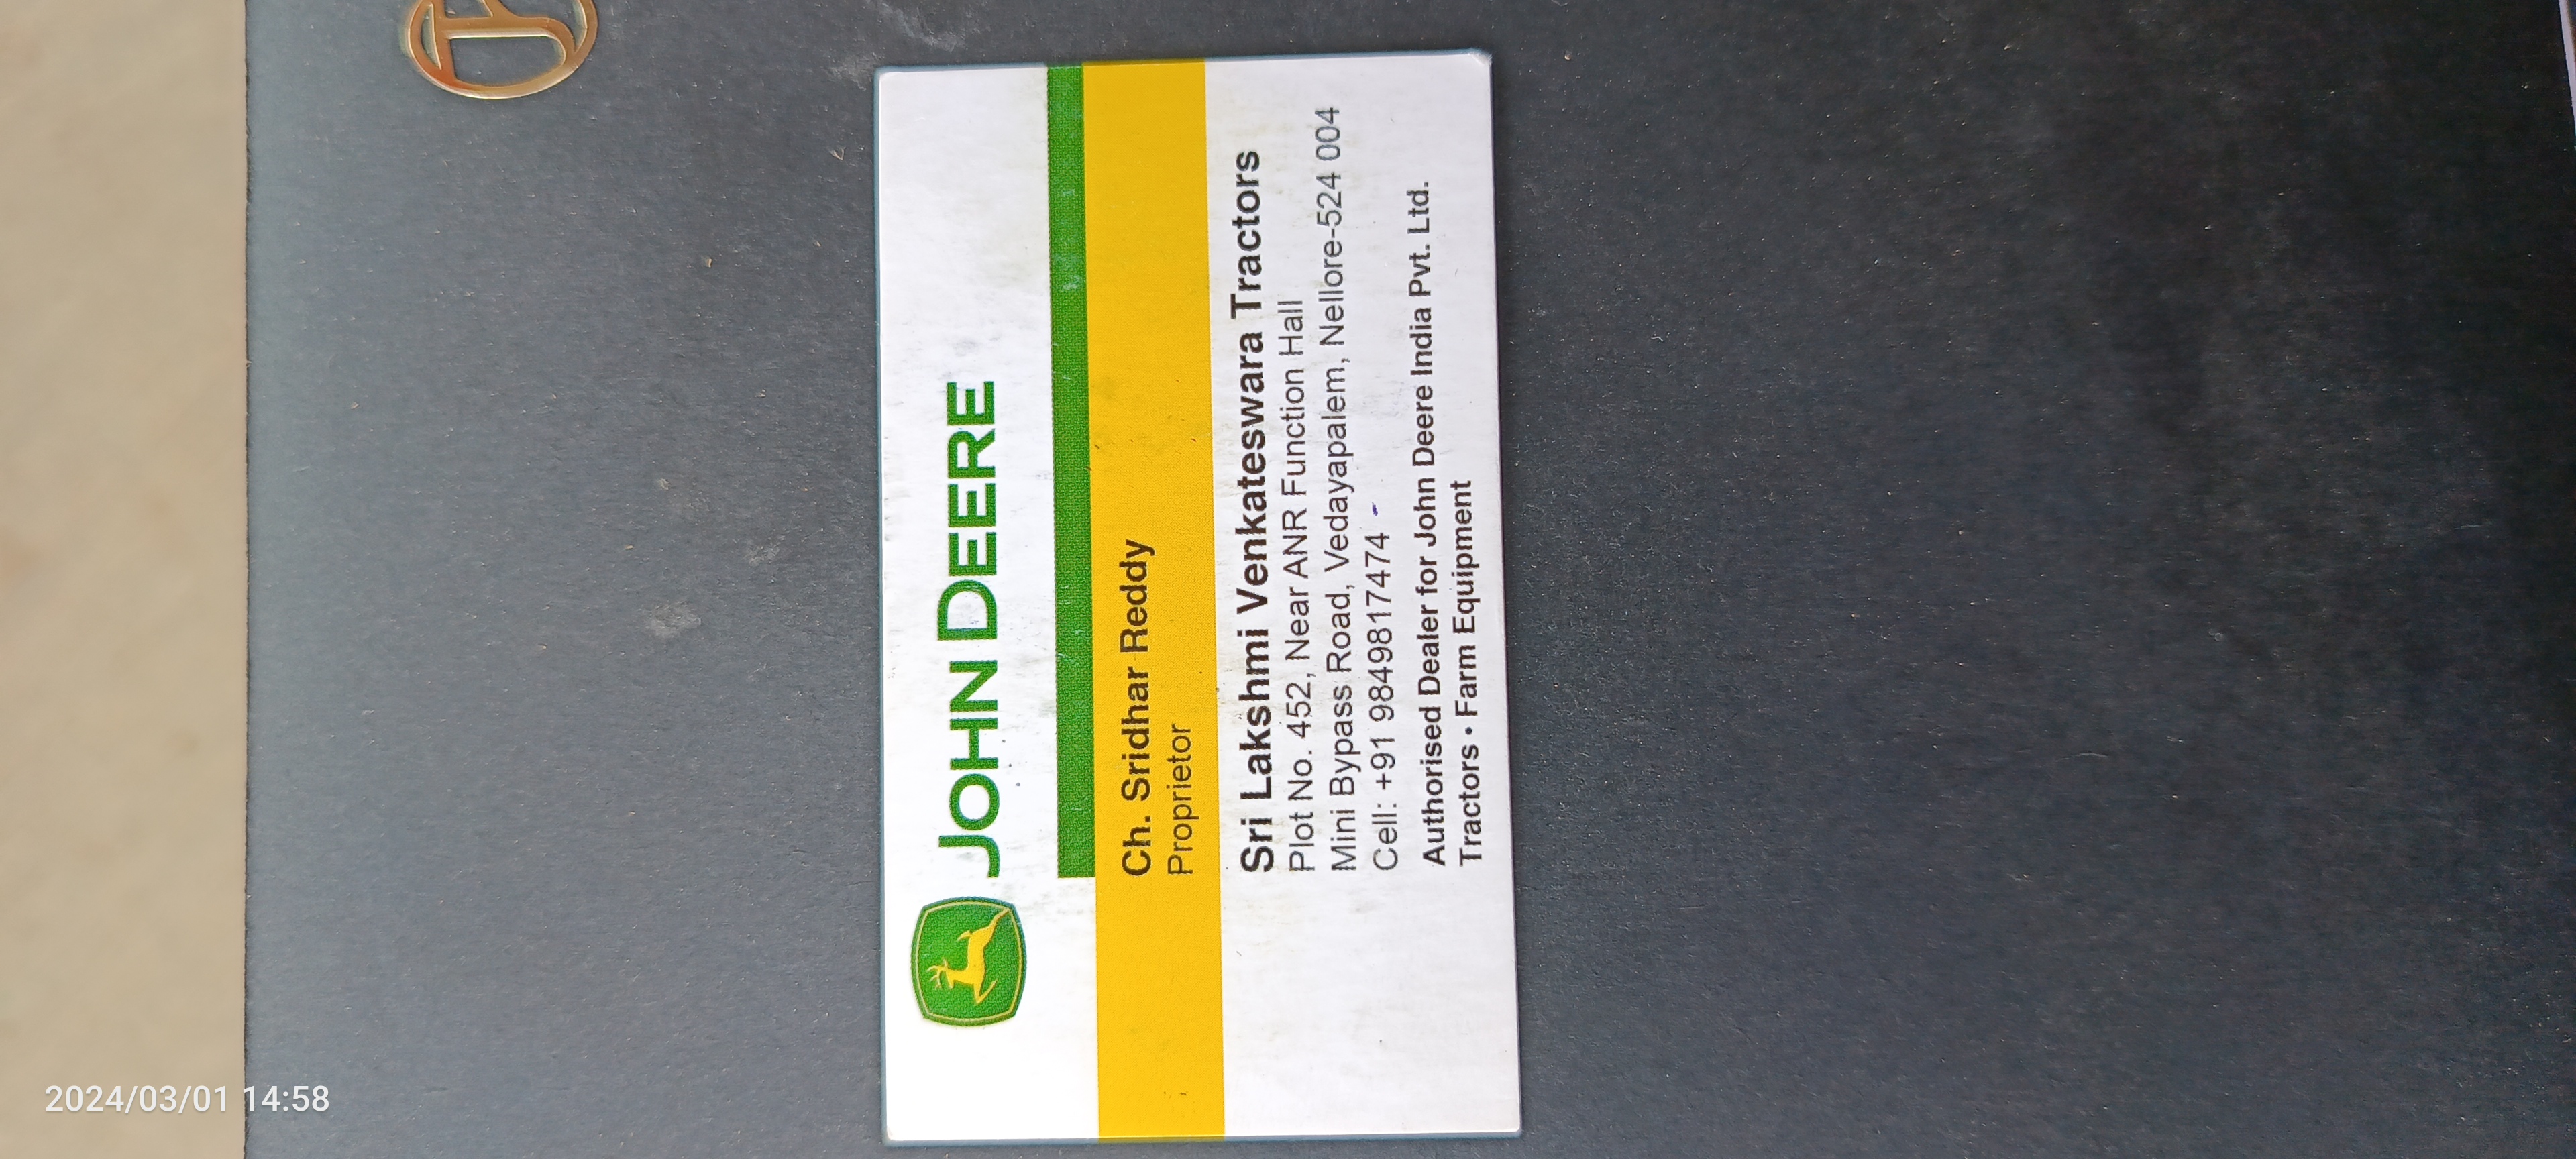 JOHN DEERE
Ch. Sridhar Reddy
Proprietor
Sri Lakshmi Venkateswara Tractors
Plot No. 452, Near ANR Function Hall
Mini Bypass Road, Vedayapalem, Nellore-524 004
Cell: +91 9849817474
Authorised Dealer for John Deere India Pvt. Ltd.
Tractors • Farm Equipment
2024/03/01 14:58